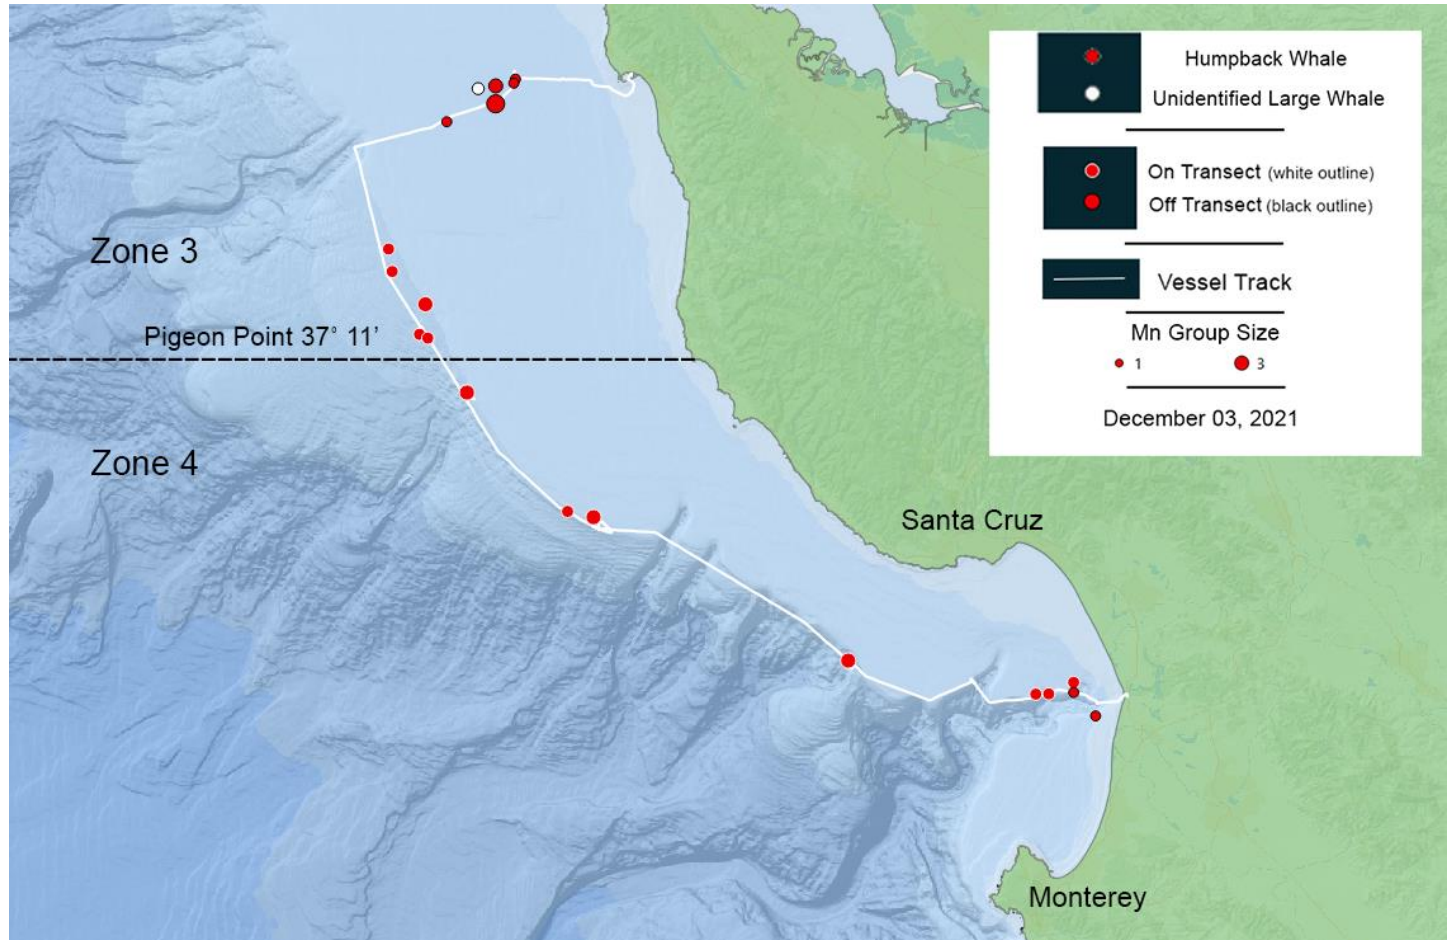 Humpback Whale
Unidentified Large Whale
On Transect (white outline)
Off Transect (black outline)
Zone 3
Vessel Track
Pigeon Point 37° 11’
Mn Group Size
1 3
December 03, 2021
Zone 4
Santa Cruz
Monterey